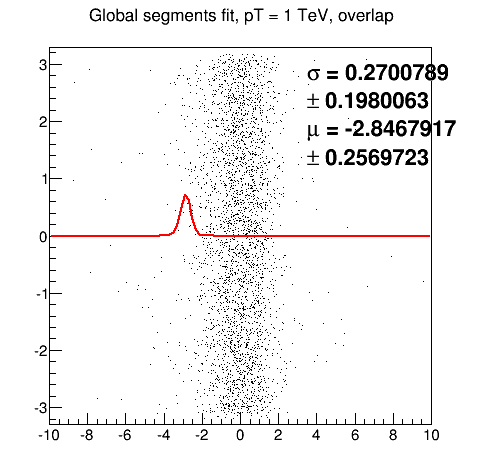 Global segments fit, pT = 1 TeV, overlap
σ = 0.2700789
± 0.1980063
μ = -2.8467917
± 0.2569723
3
2
1
0
-1
-2
-3
-10 -8 -6 -4 -2 0 2 4 6 8 10